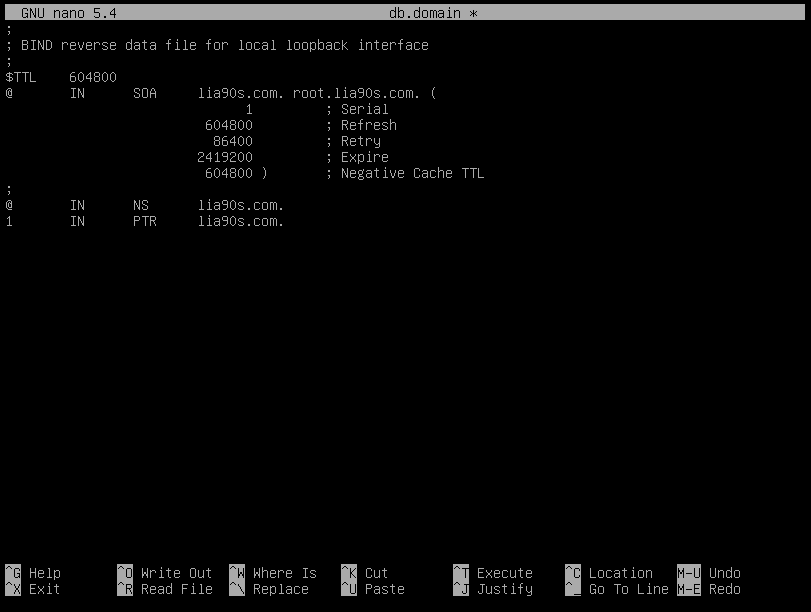 GNU nano 5.4 db.domain *
;
; BIND reverse data file for local loopback interface
;
$TTL 604800
@ IN SOA lia90s.com. root.lia90s.com. (
1 ; Serial
604800 ; Refresh
86400 ; Retry
2419200 ; Expire
604800 ) ; Negative Cache TTL
;
@ IN NS lia90s.com.
1 IN PTR lia90s.com.
^G Help ^O Write Out ^W Where Is ^K Cut ^T Execute ^C Location M-U Undo
^X Exit ^R Read File ^\ Replace ^U Paste ^J Justify ^_ Go To Line M-E Redo